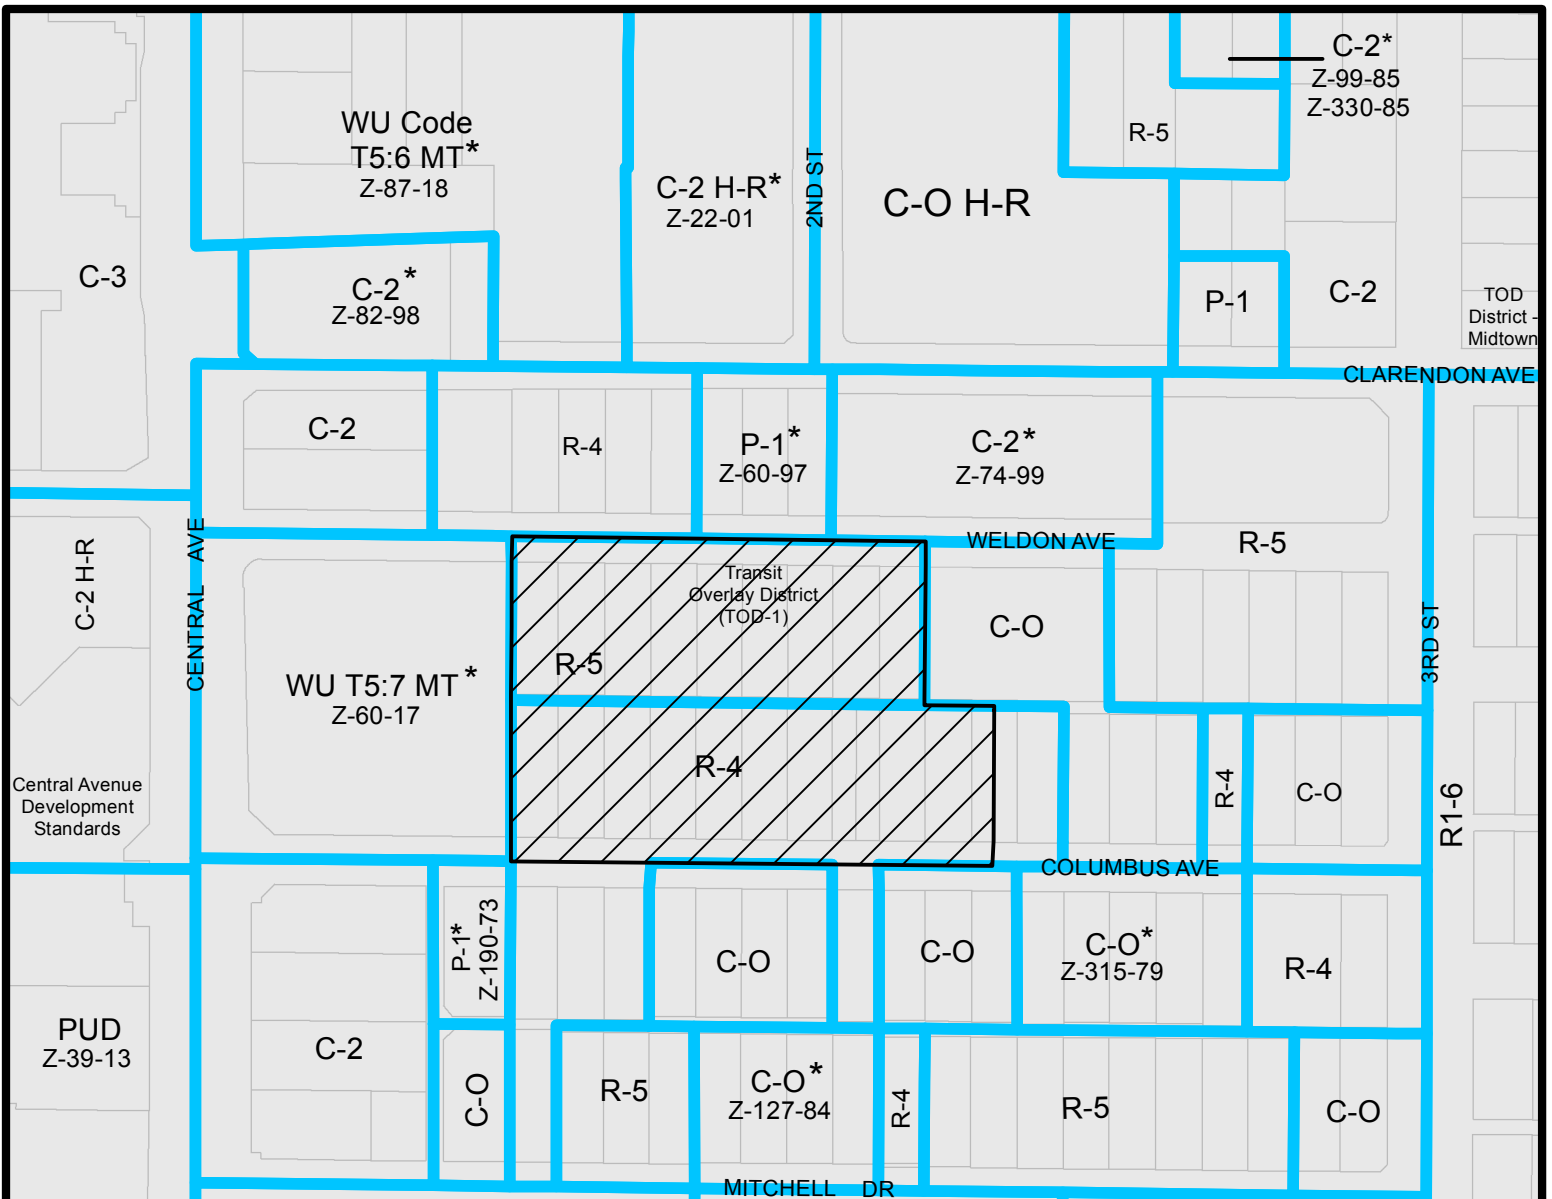 C-2*
Z-99-85
Z-330-85
R-5
WU Code
T5:6 MT*
Z-87-18
C-2 H-R*
Z-22-01
2ND ST
C-O H-R
C-3
C-2*
Z-82-98
P-1
C-2
TOD
District -
Midtown
CLARENDON AVE
C-2
R-4
P-1*
Z-60-97
C-2*
Z-74-99
WELDON AVE
R-5
C-2 H-R
CENTRAL AVE
Transit
Overlay District
(TOD-1)
C-O
3RD ST
R-5
WU T5:7 MT*
Z-60-17
R-4
R-4
C-O
R1-6
Central Avenue
Development
Standards
COLUMBUS AVE
P-1*
Z-190-73
C-O
C-O
C-O*
Z-315-79
R-4
PUD
Z-39-13
C-2
C-O
R-5
C-O*
Z-127-84
R-4
R-5
C-O
MITCHELL DR